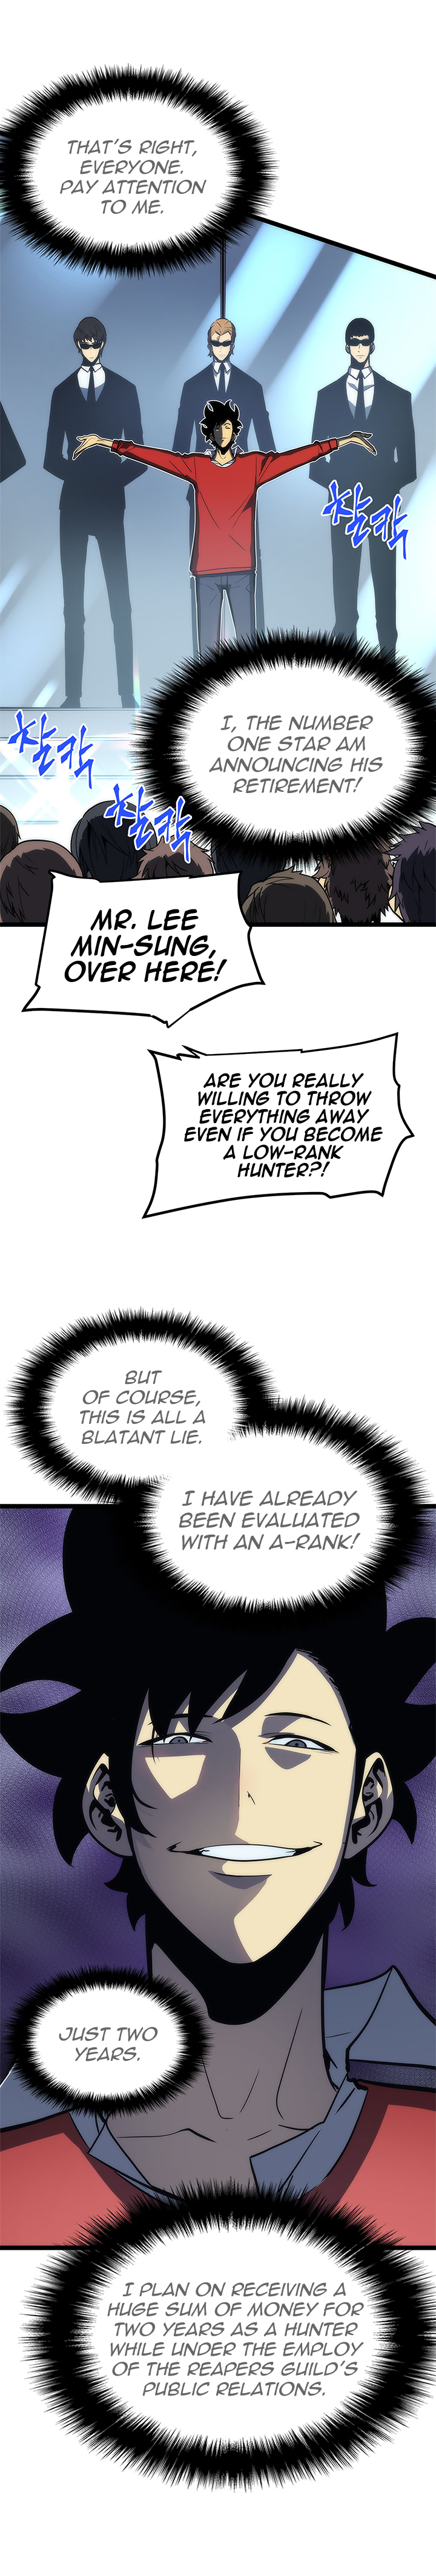 THAT'S RIGHT,
EVERYONE.
PAY ATTENTION
TO ME.
찰칵
I, THE NUMBER
ONE STAR AM
ANNOUNCING HIS
RETIREMENT!
찰칵
찰칵
MR. LEE
MIN-SUNG,
OVER HERE!
ARE YOU REALLY
WILLING TO THROW
EVERYTHING AWAY
EVEN IF YOU BECOME
A LOW-RANK
HUNTER?!
BUT
OF COURSE,
THIS IS ALL A
BLATANT LIE.
I HAVE ALREADY
BEEN EVALUATED
WITH AN A-RANK!
JUST TWO
YEARS.
I PLAN ON RECEIVING A
HUGE SUM OF MONEY FOR
TWO YEARS AS A HUNTER
WHILE UNDER THE EMPLOY
OF THE REAPERS GUILD'S
PUBLIC RELATIONS.